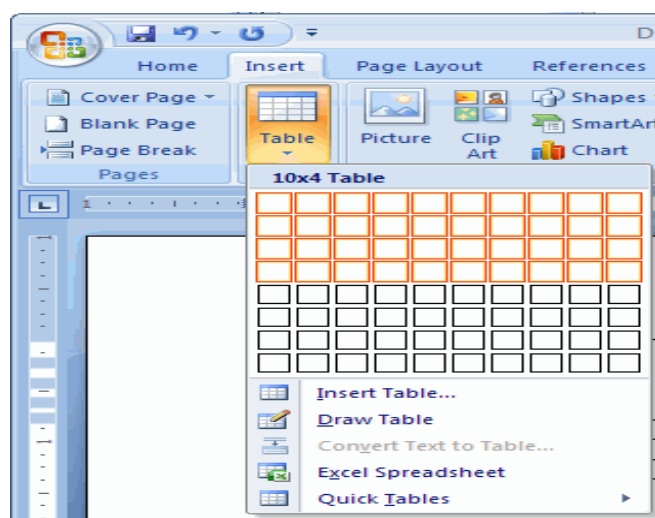 D
Home Insert Page Layout References
Cover Page
Blank Page
Page Break
Pages
Table
Picture
Clip Art
Shapes
SmartArt
Chart
L
1
10x4 Table
Insert Table...
Draw Table
Convert Text to Table...
Excel Spreadsheet
Quick Tables